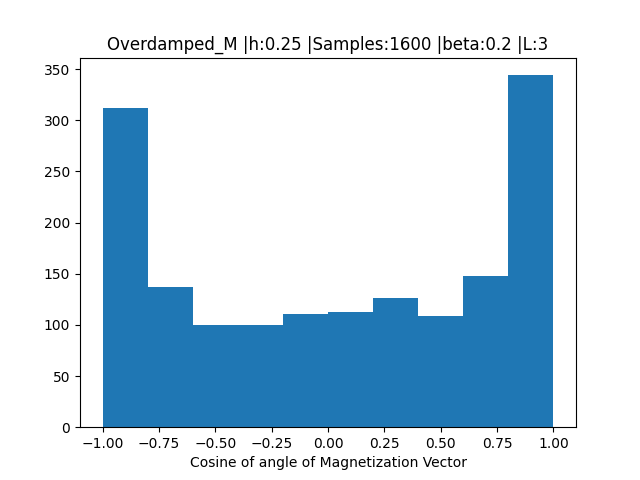 Overdamped_M |h:0.25 |Samples:1600 |beta:0.2 |L:3
350
300
250
200
150
100
50
0
−1.00 −0.75 −0.50 −0.25 0.00 0.25 0.50 0.75 1.00
Cosine of angle of Magnetization Vector